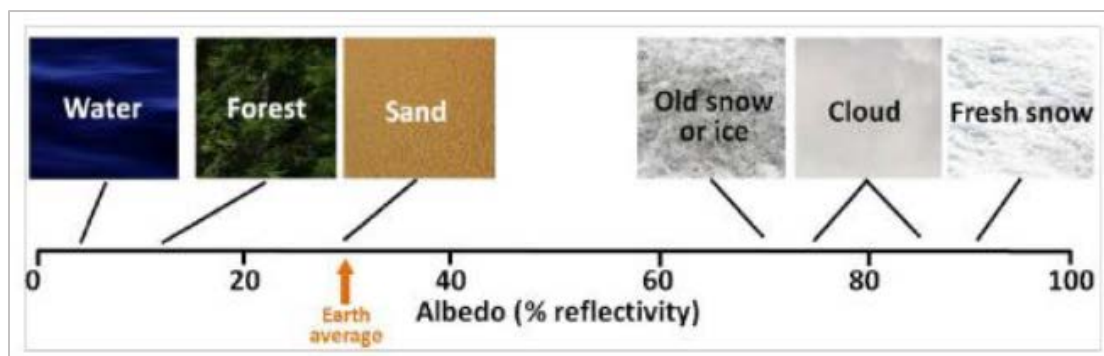 Water
Forest
Sand
Old snow
or ice
Cloud
Fresh snow
0
20
40
60
80
100
Earth
average
Albedo (% reflectivity)